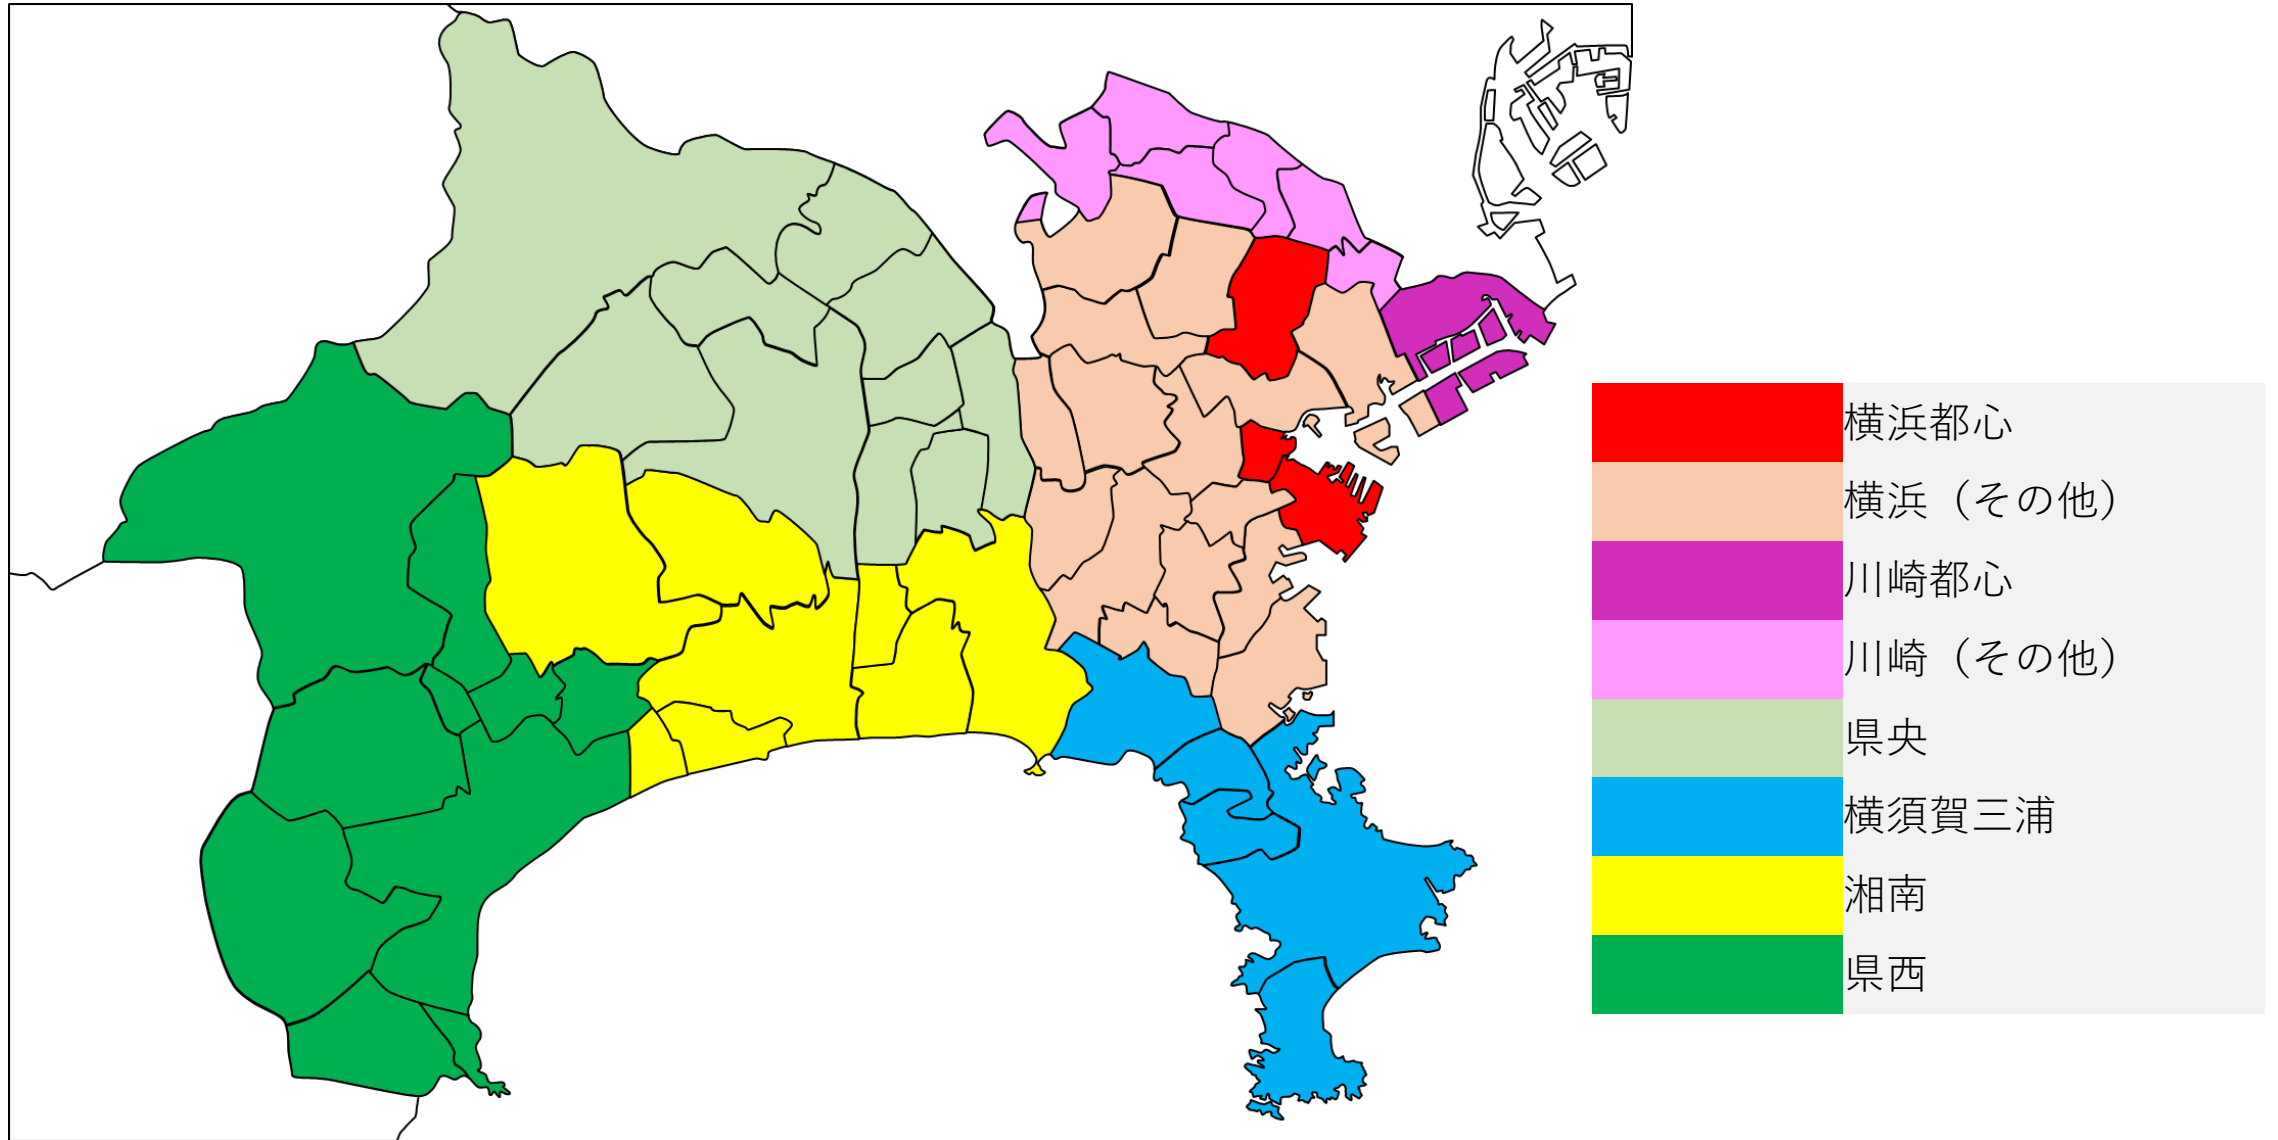 横浜都心
横浜（その他）
川崎都心
川崎（その他）
県央
横須賀三浦
湘南
県西